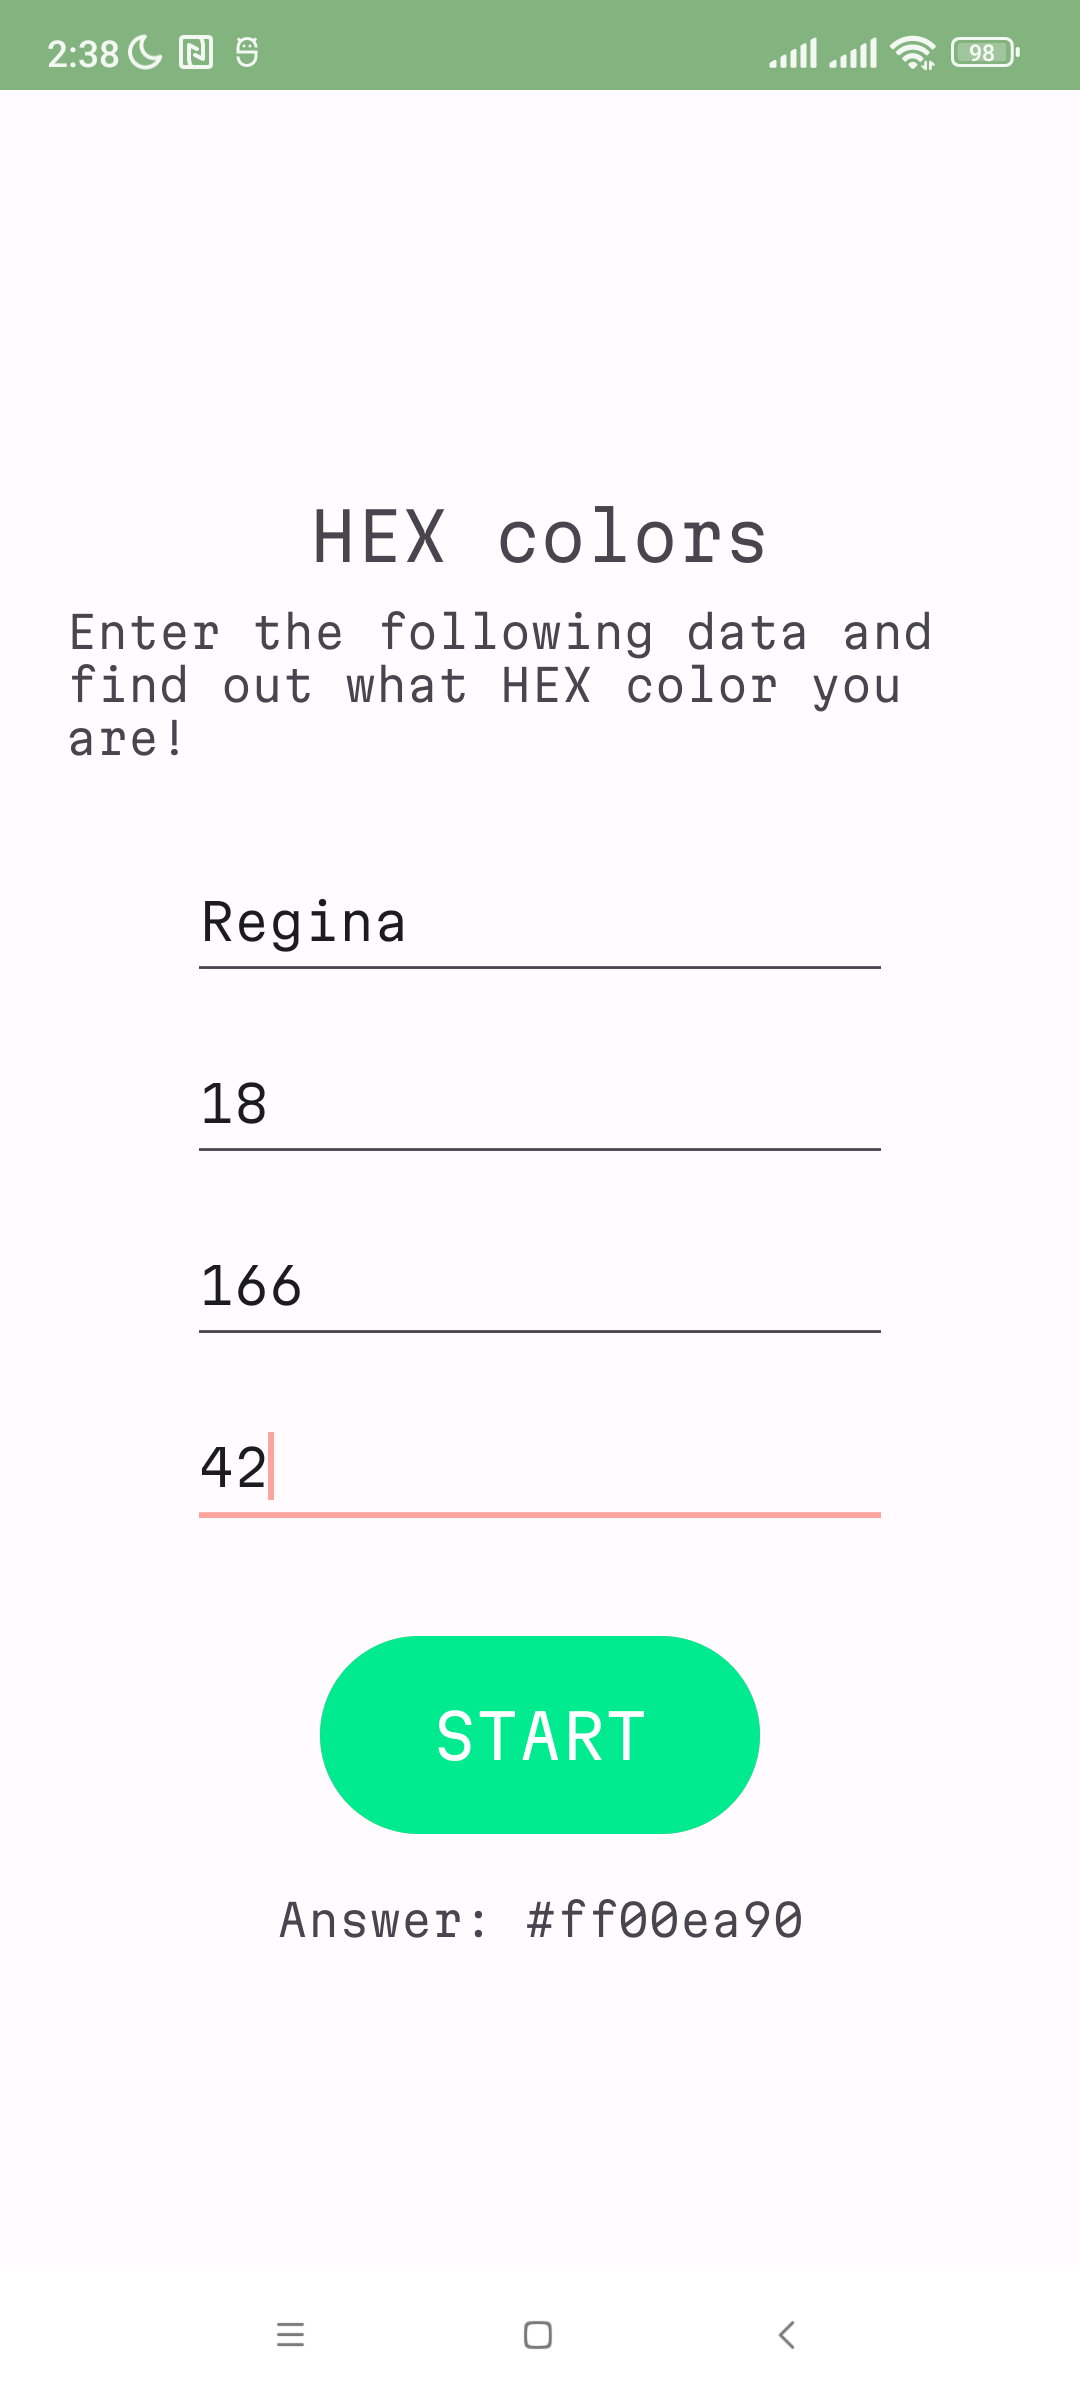 2:38
98
HEX colors
Enter the following data and
find out what HEX color you
are!
Regina
18
166
42
START
Answer: #ff00ea90